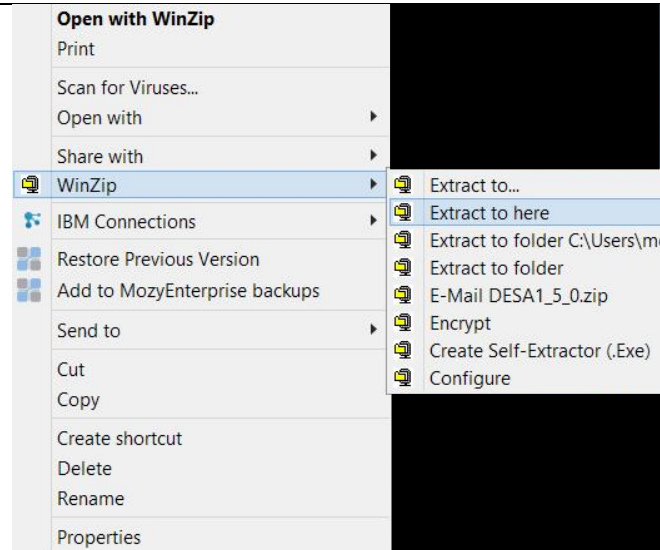 Open with WinZip
Print
Scan for Viruses...
Open with
Share with
WinZip
IBM Connections
Restore Previous Version
Add to MozyEnterprise backups
Send to
Cut
Copy
Create shortcut
Delete
Rename
Properties
Extract to...
Extract to here
Extract to folder C:\Users\m
Extract to folder
E-Mail DESA1_5_0.zip
Encrypt
Create Self-Extractor (.Exe)
Configure